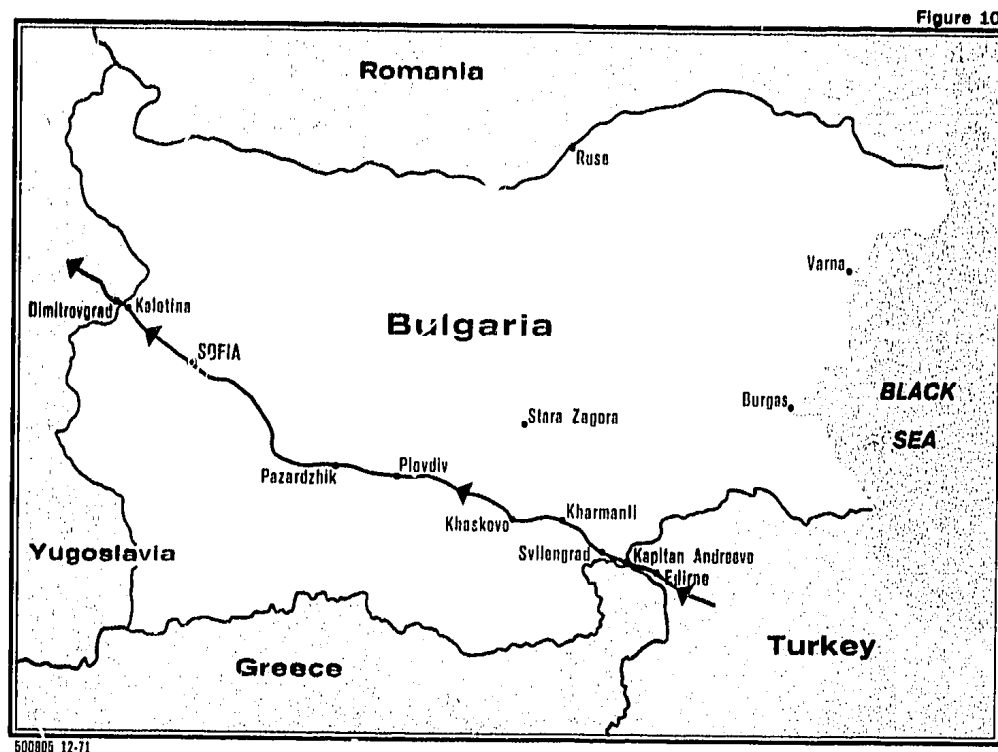 Figure 10
Romania
Ruse
Varna
Dimitrovgrad
Kalotina
Bulgaria
SOFIA
BLACK
SEA
Burgas
Stara Zagora
Plovdiv
Pazardzhik
Khaskovo
Kharmanli
Svilengrad
Kapitan Andreevo
Edirne
Yugoslavia
Greece
Turkey
500805 12-71